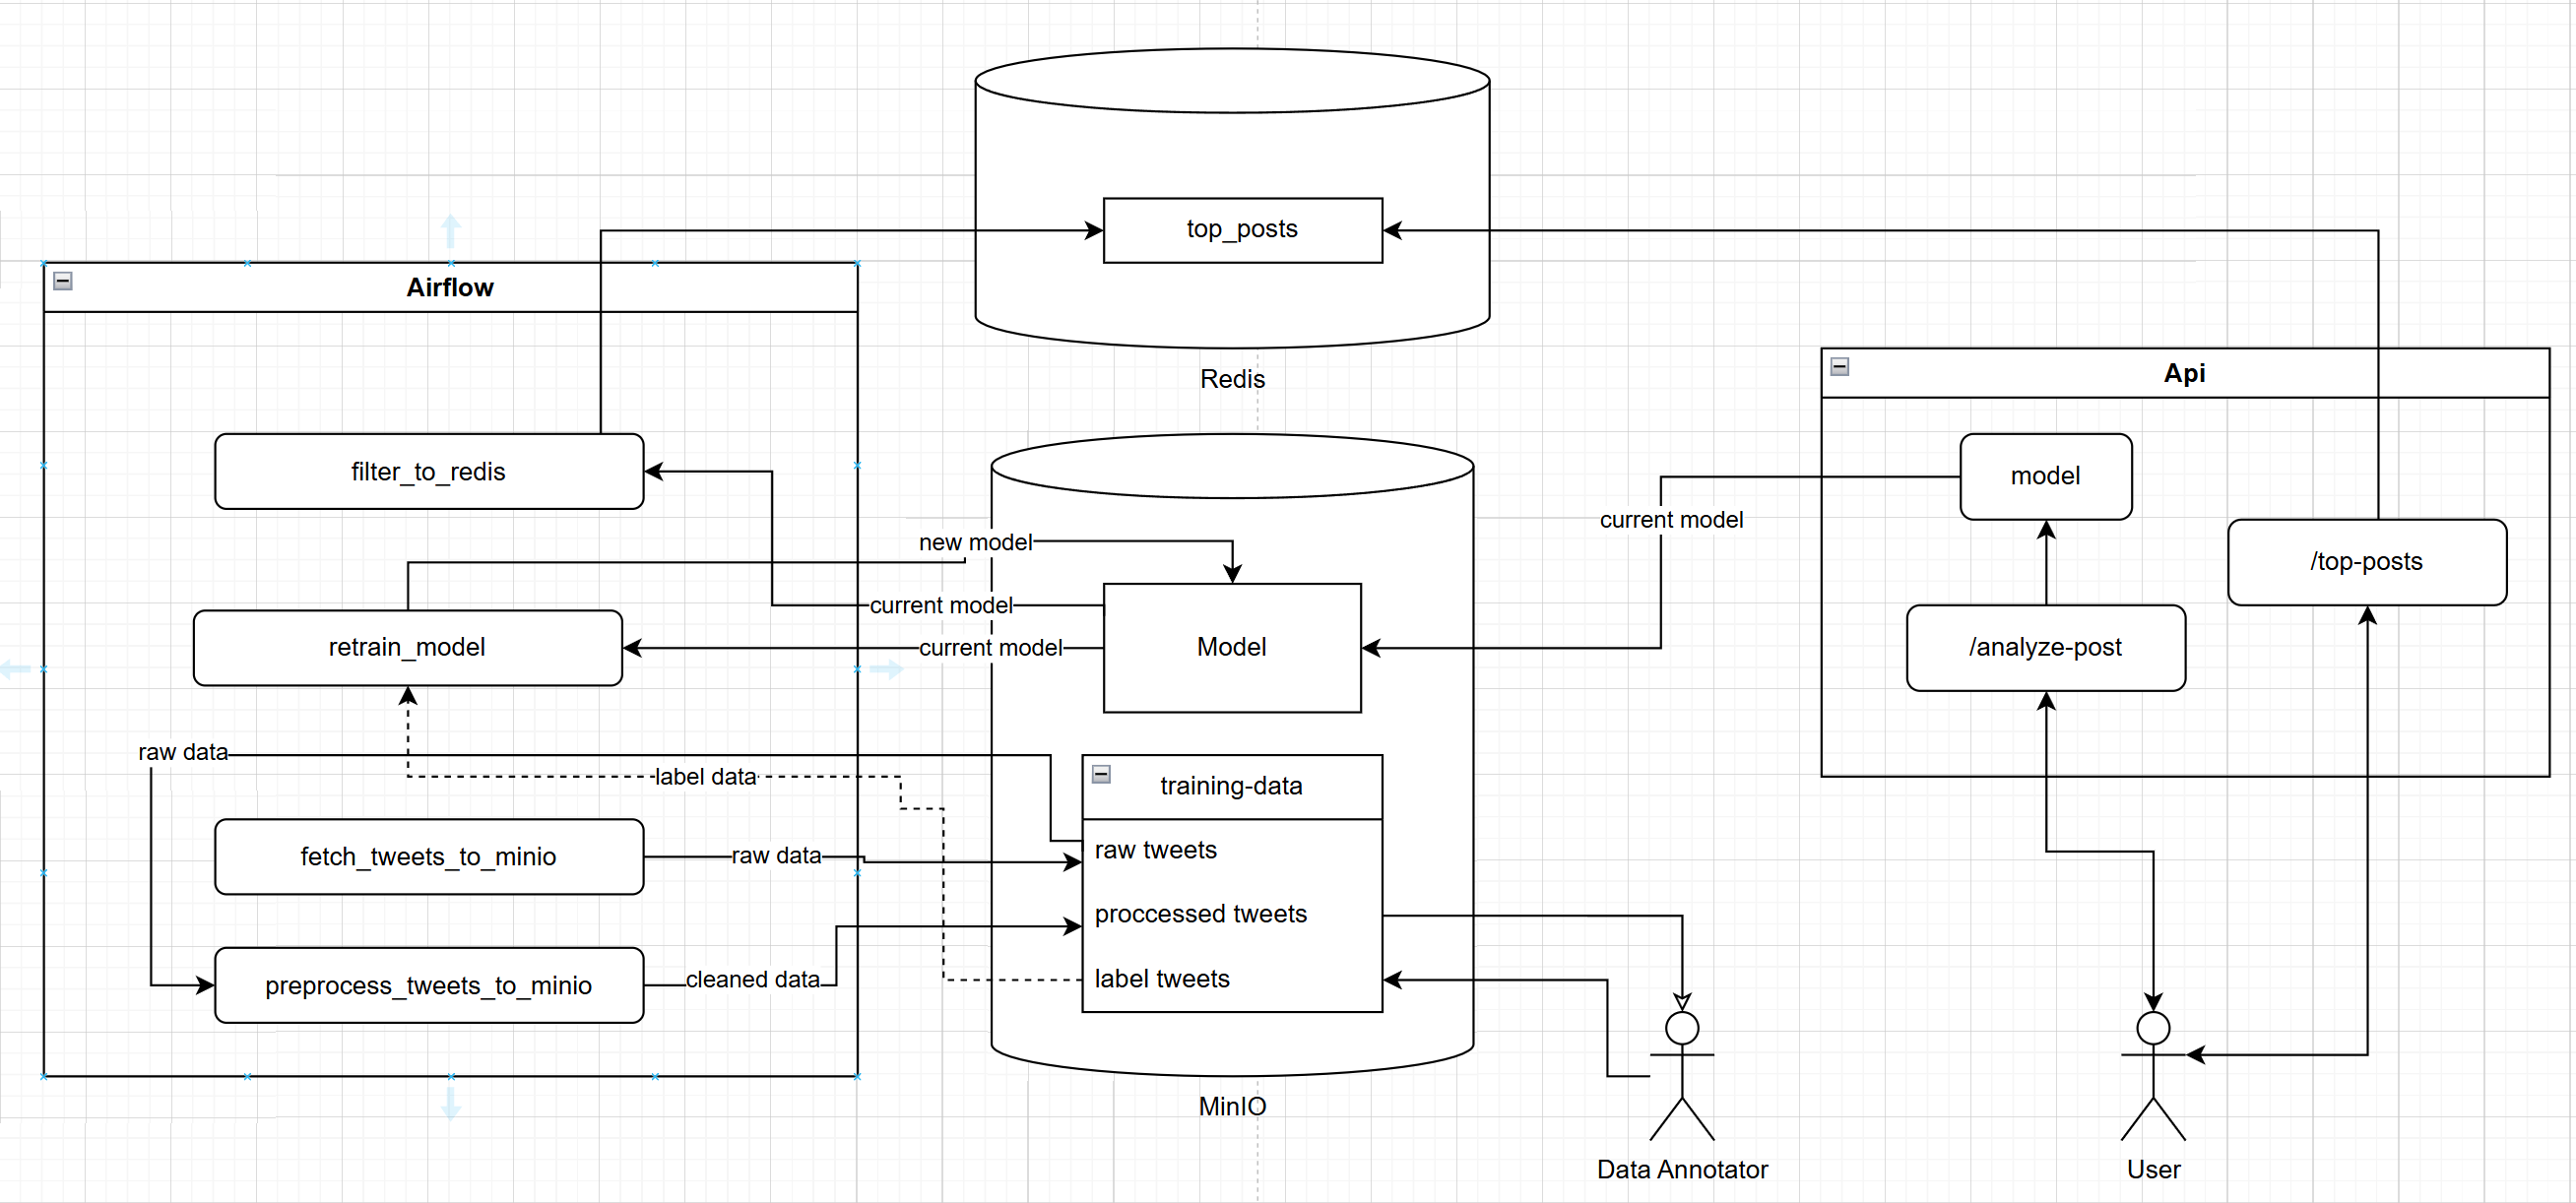 top_posts
Redis
Airflow
filter_to_redis
new model
current model
retrain_model
current model
raw data
label data
fetch_tweets_to_minio
raw data
preprocess_tweets_to_minio
cleaned data
Model
training-data
raw tweets
proccessed tweets
label tweets
MinIO
current model
Api
model
/top-posts
/analyze-post
Data Annotator
User